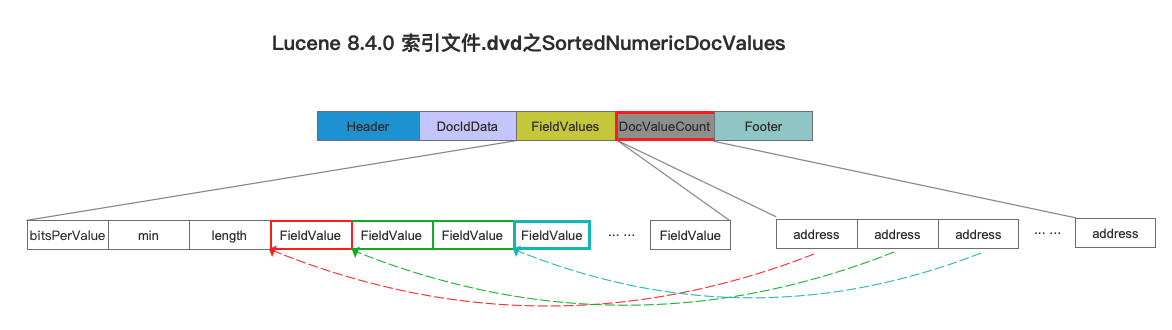 Lucene 8.4.0 索引文件.dvd之SortedNumericDocValues
Header DocIdData FieldValues DocValueCount Footer
bitsPerValue min length FieldValue FieldValue FieldValue FieldValue ... ... FieldValue address address address ... ... address